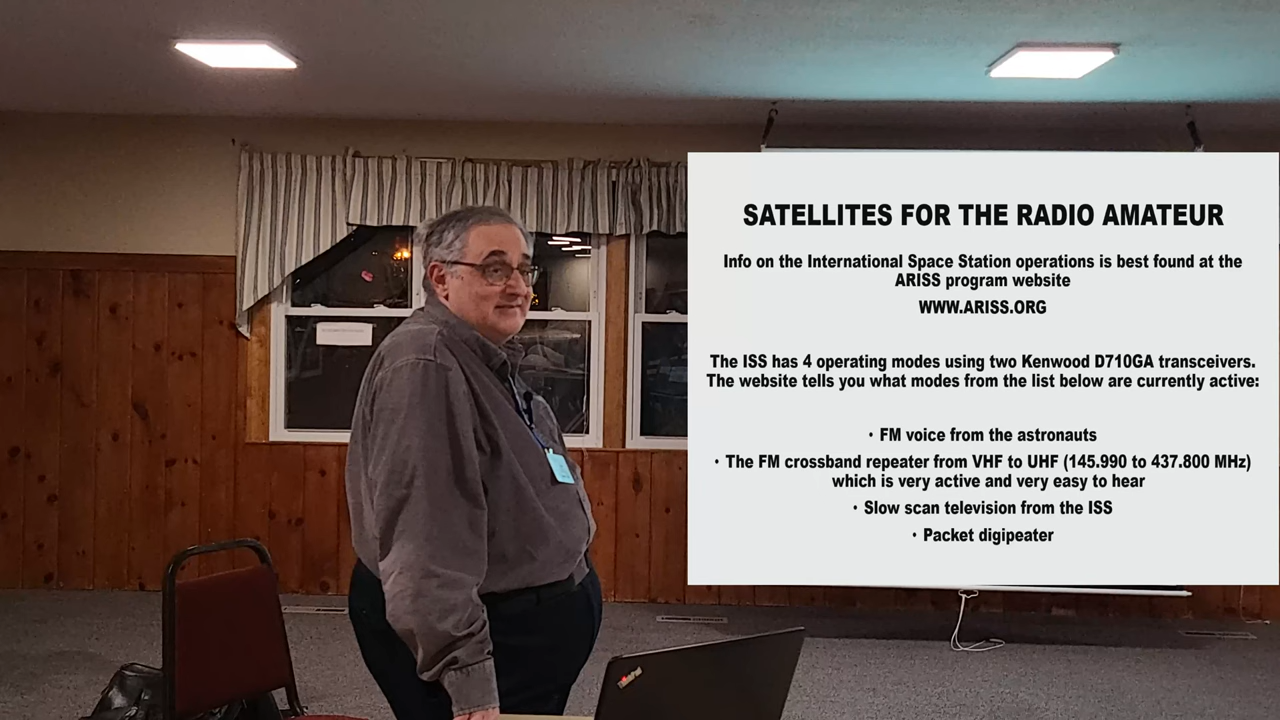 SATELLITES FOR THE RADIO AMATEUR
Info on the International Space Station operations is best found at the
ARISS program website
WWW.ARISS.ORG
The ISS has 4 operating modes using two Kenwood D710GA transceivers.
The website tells you what modes from the list below are currently active:
• FM voice from the astronauts
• The FM crossband repeater from VHF to UHF (145.990 to 437.800 MHz)
which is very active and very easy to hear
• Slow scan television from the ISS
• Packet digipeater
ThinkPad